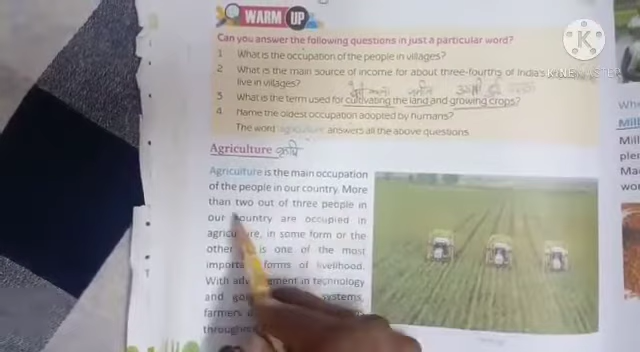 WARM UP
Can you answer the following questions in just a particular word?
1 What is the occupation of the people in villages?
2 What is the main source of income for about three-fourths of India's
live in villages?
3 What is the term used for cultivating the land and growing crops?
4 Name the oldest occupation adopted by humans?
The word agriculture answers all the above questions
Agriculture कृषि
Agriculture is the main occupation
of the people in our country. More
than two out of three people in
our country are occupied in
agriculture, in some form or the
other is one of the most
forms of livelihood.
With in technology
and systems,
farmers
KINEMASTER